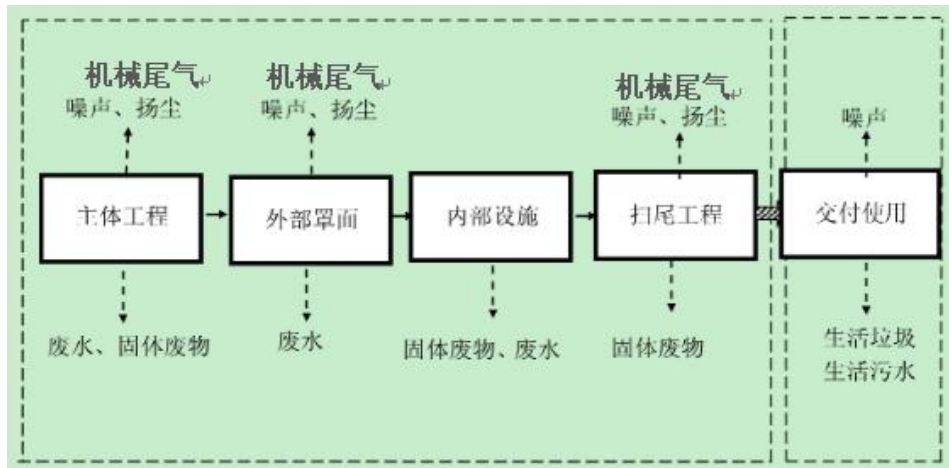 机械尾气 机械尾气 机械尾气
噪声、扬尘 噪声、扬尘 噪声、扬尘 噪声
主体工程 外部罩面 内部设施 扫尾工程 交付使用
废水、固体废物 废水 固体废物、废水 固体废物 生活垃圾
生活污水